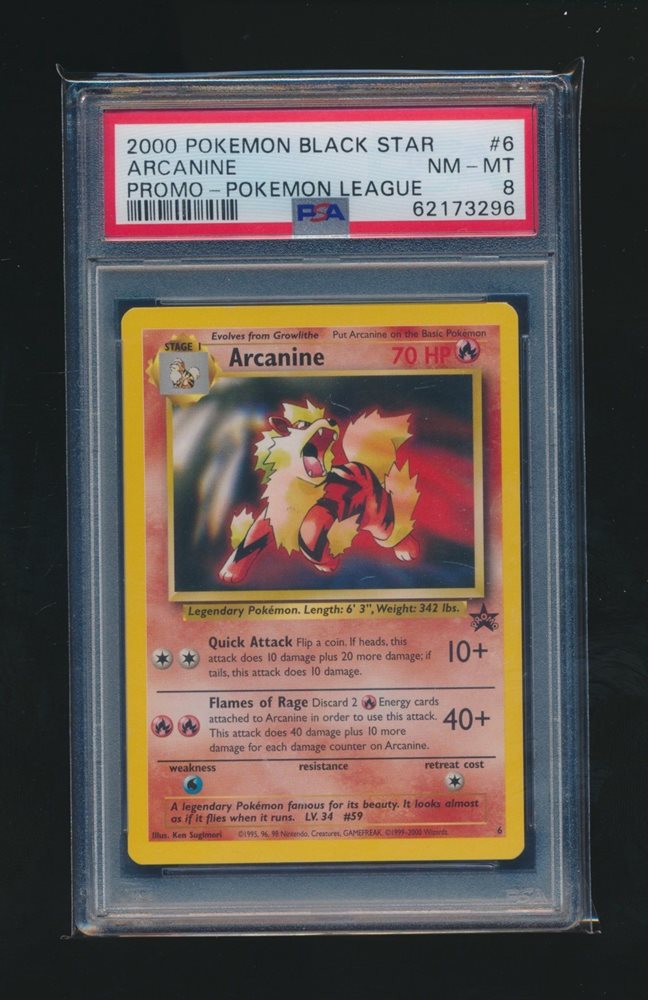 2000 POKEMON BLACK STAR #6
ARCANINE NM - MT
PROMO - POKEMON LEAGUE 8
PSA 62173296
Evolves from Growlithe Put Arcanine on the Basic Pokémon
STAGE 1
Arcanine 70 HP
Legendary Pokémon. Length: 6' 3", Weight: 342 lbs.
PROMO
Quick Attack Flip a coin. If heads, this
attack does 10 damage plus 20 more damage; if
tails, this attack does 10 damage.
10+
Flames of Rage Discard 2 Energy cards
attached to Arcanine in order to use this attack.
This attack does 40 damage plus 10 more
damage for each damage counter on Arcanine.
40+
weakness resistance retreat cost
A legendary Pokémon famous for its beauty. It looks almost
as if it flies when it runs. LV. 34 #59
Illus. Ken Sugimori ©1995, 96, 98 Nintendo, Creatures, GAMEFREAK. ©1999-2000 Wizards. 6